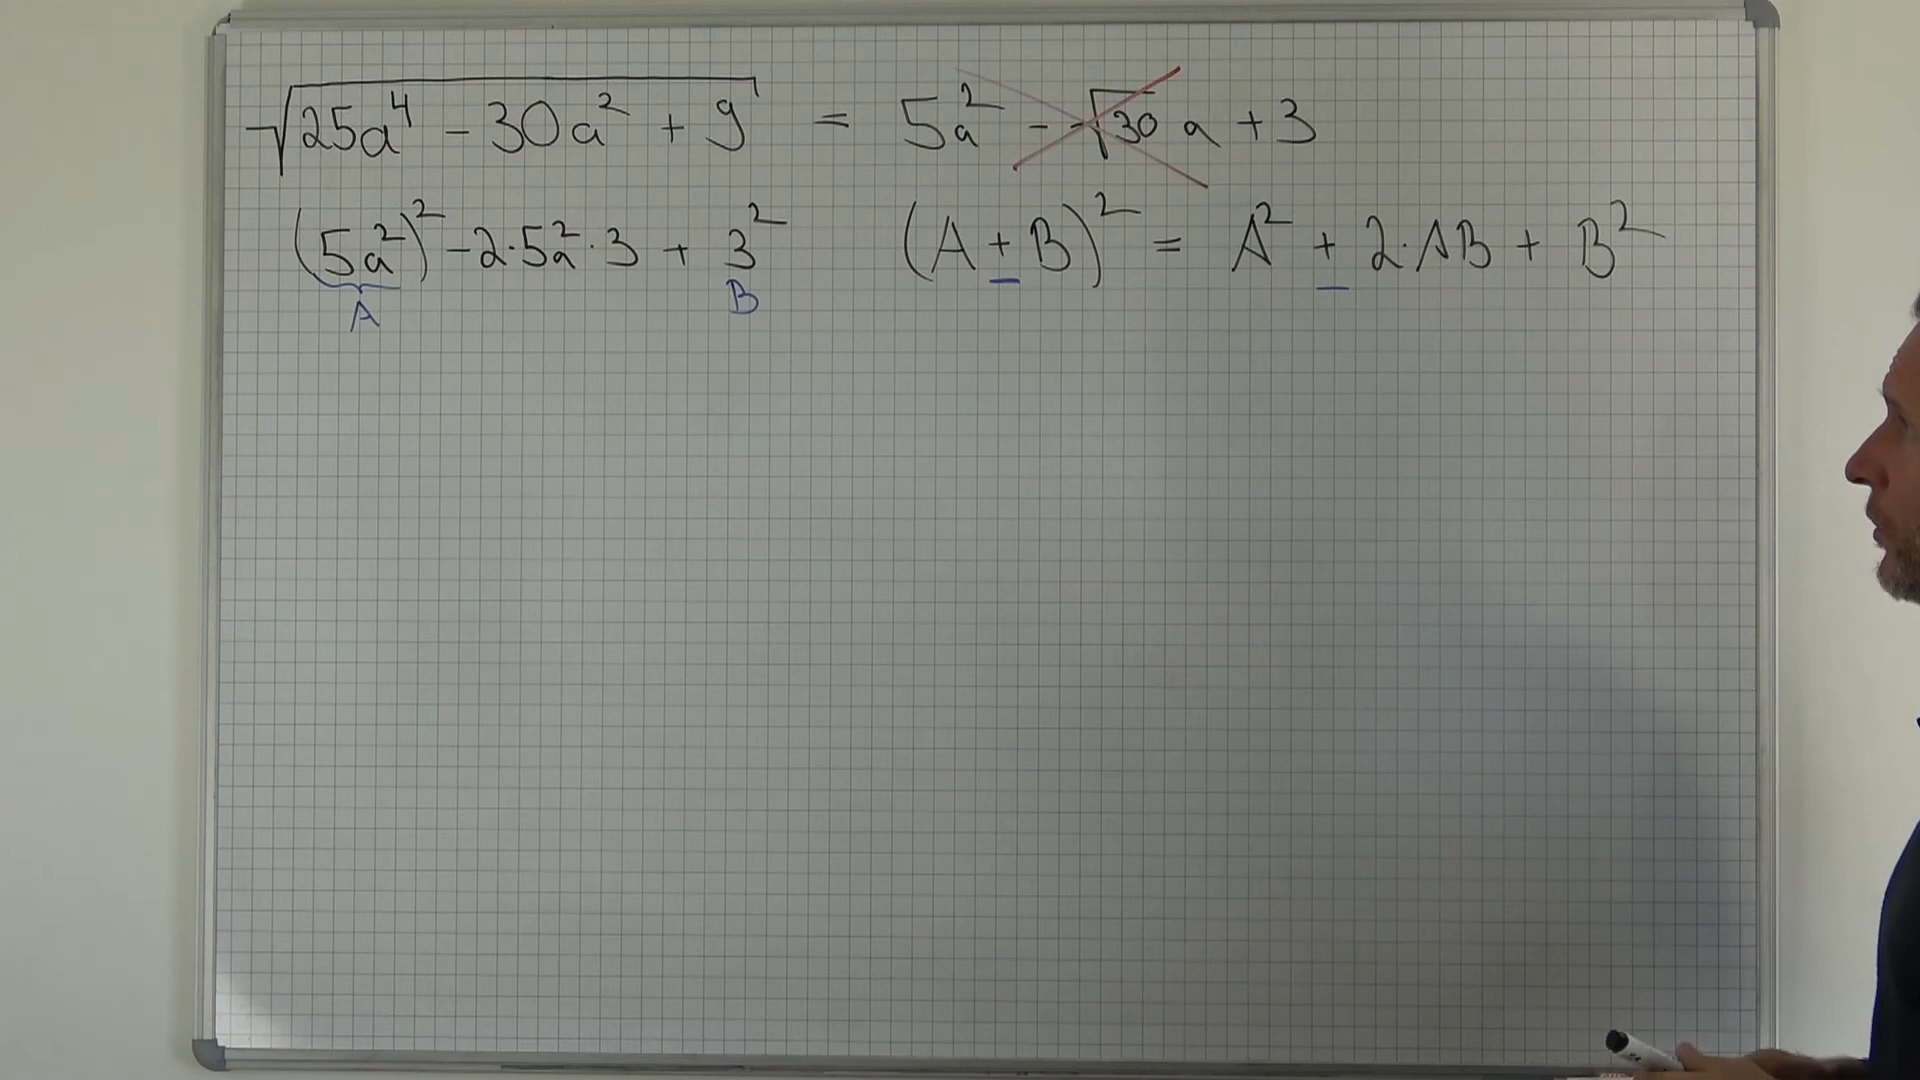 √25a⁴ - 30a² + 9 = 5a² - √30 a + 3
(5a²)² - 2·5a²·3 + 3² (A ± B)² = A² ± 2·AB + B²
A B